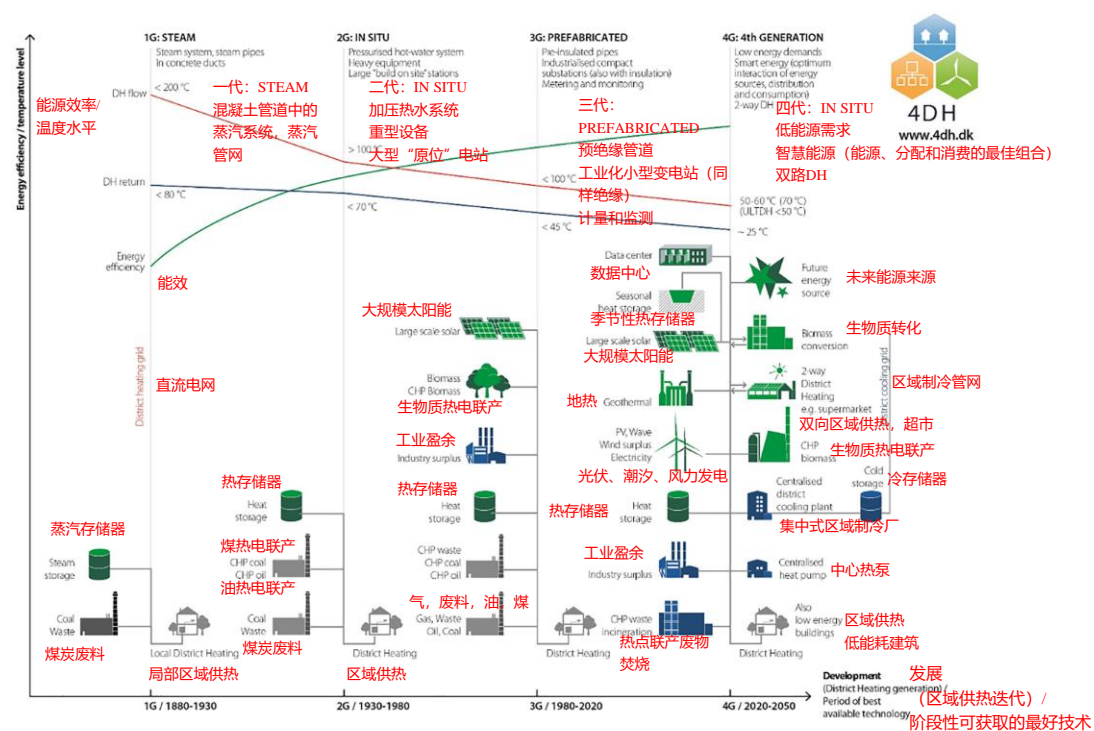 1G: STEAM
Steam system, steam pipes
In concrete ducts
2G: IN SITU
Pressurised hot-water system
Heavy equipment
Large "build on site" stations
3G: PREFABRICATED
Pre-insulated pipes
Industrialised compact
substations (also with insulation)
Metering and monitoring
4G: 4th GENERATION
Low energy demands
Smart energy (optimum
interaction of energy
sources, distribution
and consumption)
2-way DH
4DH
www.4dh.dk
Energy efficiency / temperature level
能源效率/
温度水平
DH flow
< 200 °C
一代：STEAM
混凝土管道中的
蒸汽系统，蒸汽
管网
二代：IN SITU
加压热水系统
重型设备
大型“原位”电站
> 100 °C
三代：
PREFABRICATED
预绝缘管道
工业化小型变电站（同
样绝缘）
计量和监测
< 100 °C
四代：IN SITU
低能源需求
智慧能源（能源、分配和消费的最佳组合）
双路DH
50-60 °C (70 °C)
(ULTDH <50 °C)
DH return
< 80 °C
< 70 °C
< 45 °C
~ 25 °C
Energy
efficiency
能效
District heating grid
直流电网
大规模太阳能
Large scale solar
Biomass
CHP Biomass
生物质热电联产
工业盈余
Industry surplus
热存储器
Heat
storage
热存储器
Heat
storage
蒸汽存储器
Steam
storage
煤热电联产
CHP coal
CHP oil
油热电联产
CHP waste
CHP coal
CHP oil
Coal
Waste
煤炭废料
Local District Heating
局部区域供热
Coal
Waste
煤炭废料
District Heating
区域供热
气，废料，油，煤
Gas, Waste
Oil, Coal
District Heating
Data center
数据中心
Seasonal
heat storage
季节性热存储器
Large scale solar
大规模太阳能
地热
Geothermal
PV, Wave
Wind surplus
Electricity
光伏、潮汐、风力发电
热存储器
Heat
storage
工业盈余
Industry surplus
CHP waste
incineration
热点联产废物
焚烧
Future
energy
source
未来能源来源
Biomass
conversion
生物质转化
2-way
District
Heating
e.g. supermarket
双向区域供热，超市
District cooling grid
区域制冷管网
CHP
biomass
生物质热电联产
Cold
storage
冷存储器
Centralised
district
cooling plant
集中式区域制冷厂
Centralised
heat pump
中心热泵
Also
low energy
buildings
区域供热
低能耗建筑
District Heating
Development
(District Heating generation) /
Period of best
available technology
发展
（区域供热迭代）/
阶段性可获取的最好技术
1G / 1880-1930
2G / 1930-1980
3G / 1980-2020
4G / 2020-2050